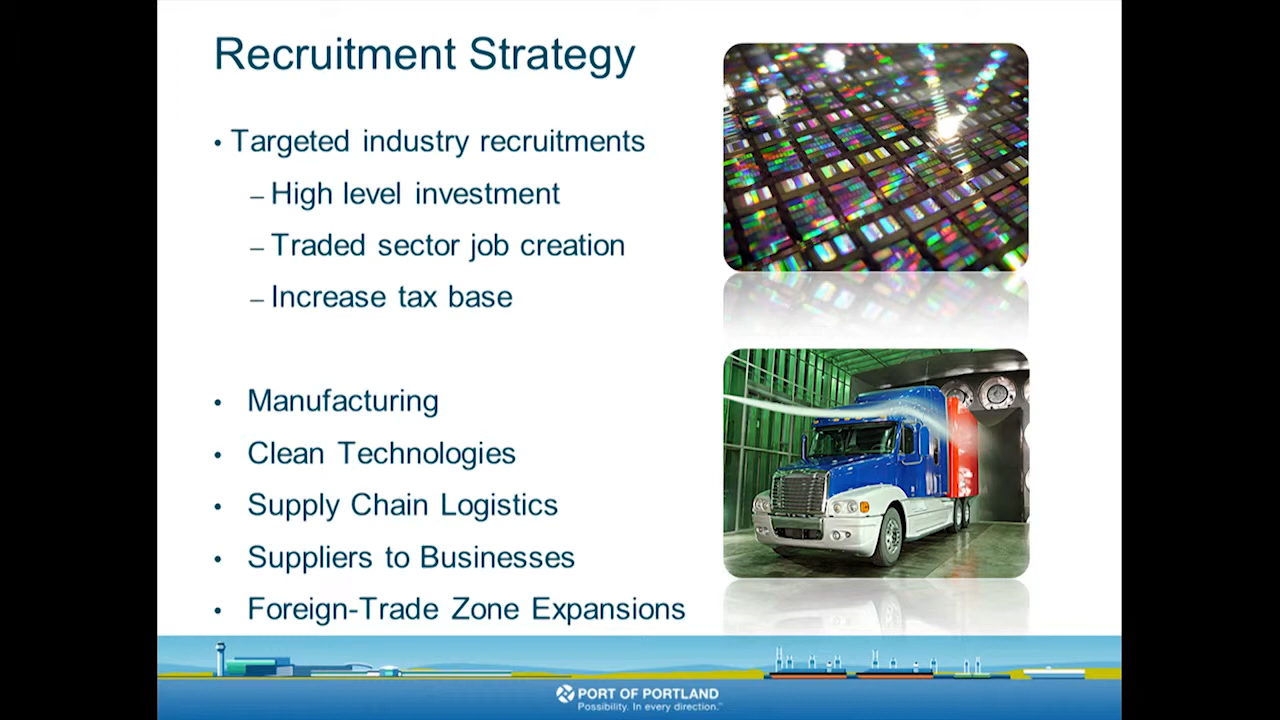 Recruitment Strategy
• Targeted industry recruitments
– High level investment
– Traded sector job creation
– Increase tax base
• Manufacturing
• Clean Technologies
• Supply Chain Logistics
• Suppliers to Businesses
• Foreign-Trade Zone Expansions
PORT OF PORTLAND
Possibility. In every direction.™